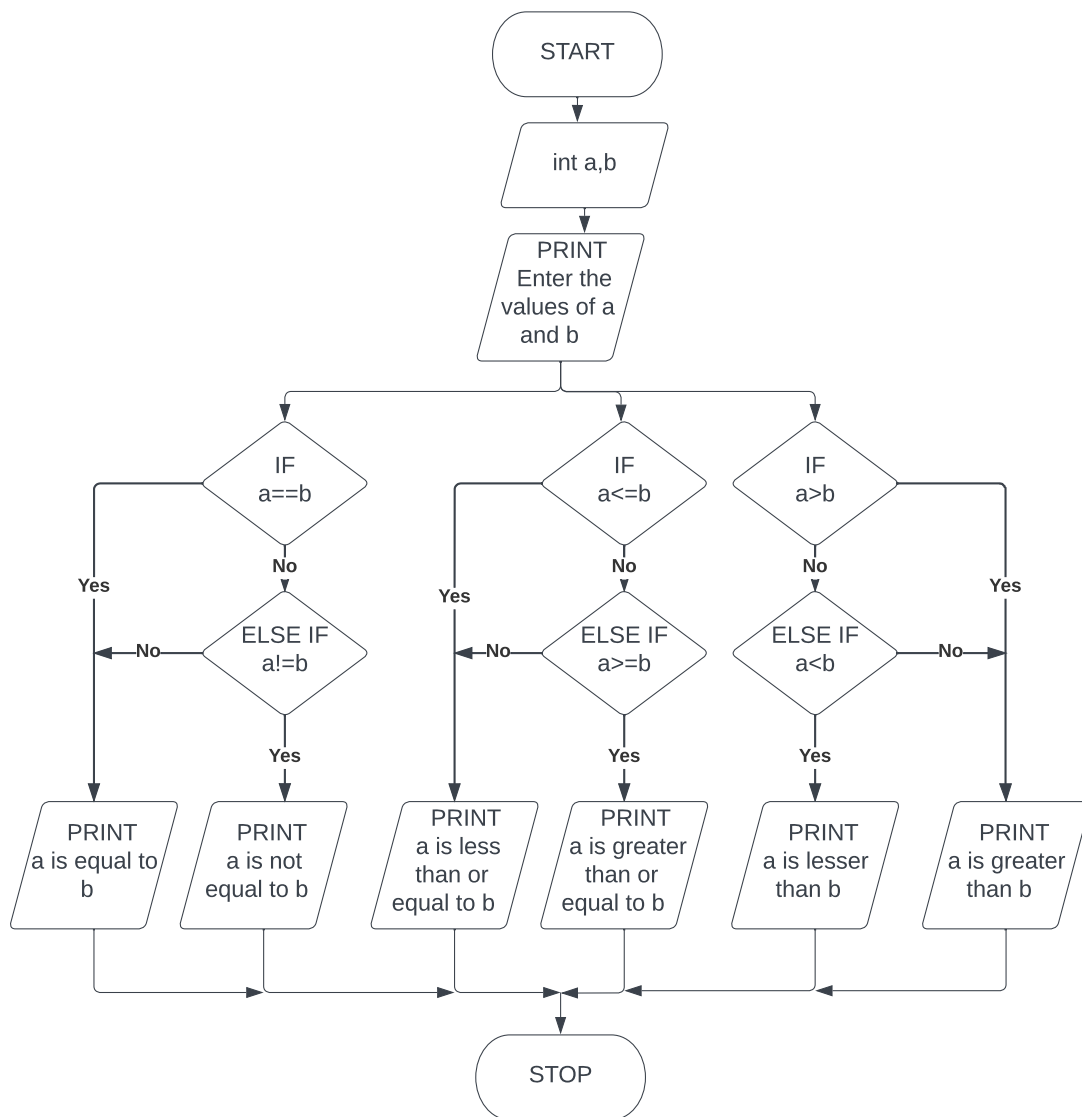 START
int a,b
PRINT
Enter the
values of a
and b
IF
a==b
IF
a<=b
IF
a>b
No
No
No
Yes
Yes
Yes
ELSE IF
a!=b
ELSE IF
a>=b
ELSE IF
a<b
No
No
No
Yes
Yes
Yes
PRINT
a is equal to
b
PRINT
a is not
equal to b
PRINT
a is less
than or
equal to b
PRINT
a is greater
than or
equal to b
PRINT
a is lesser
than b
PRINT
a is greater
than b
STOP